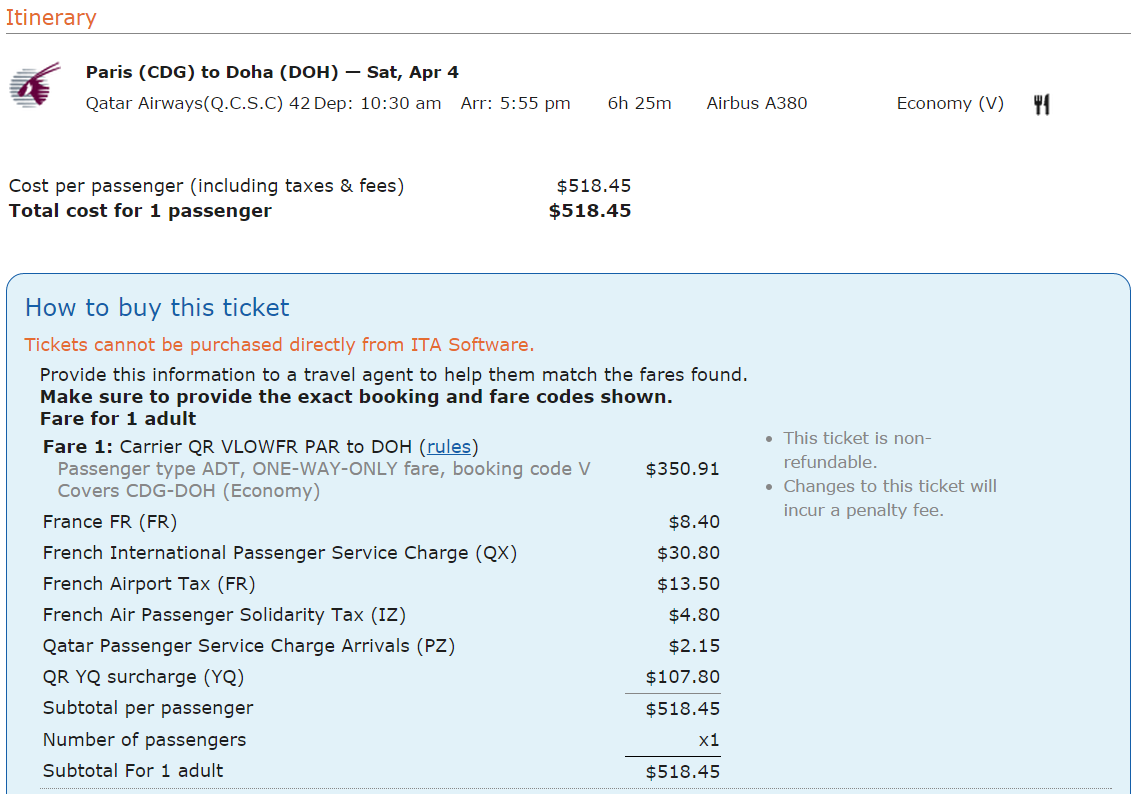 Itinerary
Paris (CDG) to Doha (DOH) — Sat, Apr 4
Qatar Airways(Q.C.S.C) 42 Dep: 10:30 am Arr: 5:55 pm 6h 25m Airbus A380 Economy (V)
Cost per passenger (including taxes & fees) $518.45
Total cost for 1 passenger $518.45
How to buy this ticket
Tickets cannot be purchased directly from ITA Software.
Provide this information to a travel agent to help them match the fares found.
Make sure to provide the exact booking and fare codes shown.
Fare for 1 adult
Fare 1: Carrier QR VLOWFR PAR to DOH (rules)
Passenger type ADT, ONE-WAY-ONLY fare, booking code V $350.91
Covers CDG-DOH (Economy)
France FR (FR) $8.40
French International Passenger Service Charge (QX) $30.80
French Airport Tax (FR) $13.50
French Air Passenger Solidarity Tax (IZ) $4.80
Qatar Passenger Service Charge Arrivals (PZ) $2.15
QR YQ surcharge (YQ) $107.80
Subtotal per passenger $518.45
Number of passengers x1
Subtotal For 1 adult $518.45
• This ticket is non-
refundable.
• Changes to this ticket will
incur a penalty fee.